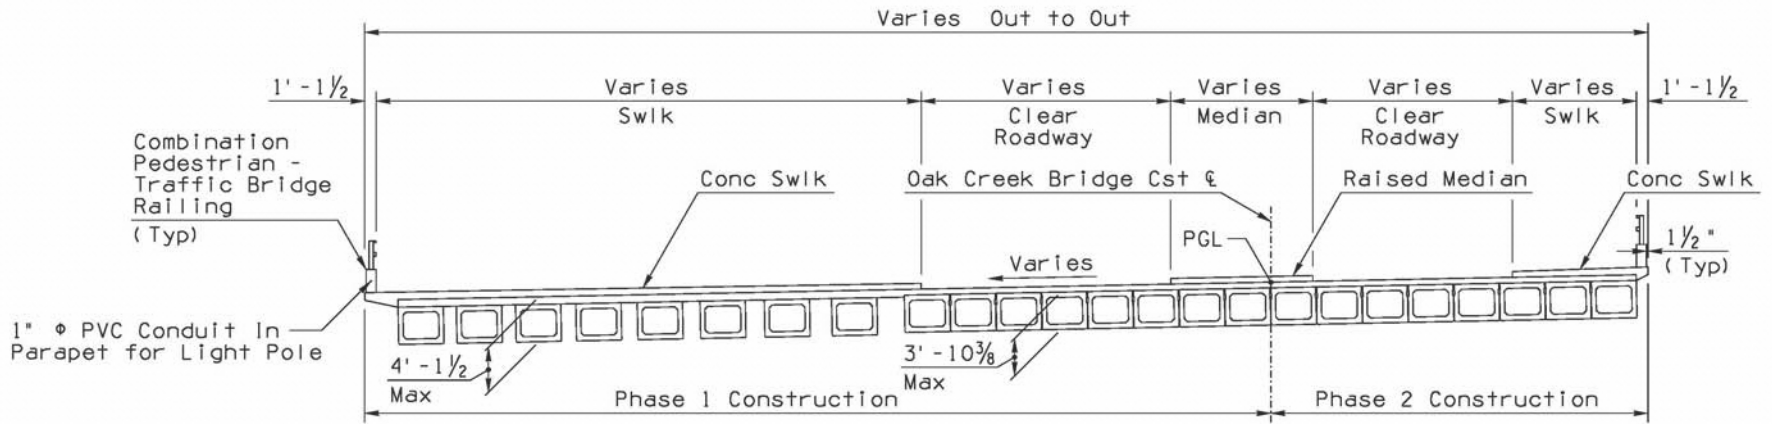 Varies Out to Out
1'-1½
Varies
Swlk
Varies
Clear
Roadway
Varies
Median
Varies
Clear
Roadway
Varies
Swlk
1'-1½
Combination
Pedestrian -
Traffic Bridge
Railing
(Typ)
Conc Swlk
Oak Creek Bridge Cst ℄
Raised Median
Conc Swlk
PGL
1½"
(Typ)
Varies
1" Φ PVC Conduit In
Parapet for Light Pole
4'-1½
Max
3'-10⅜
Max
Phase 1 Construction
Phase 2 Construction